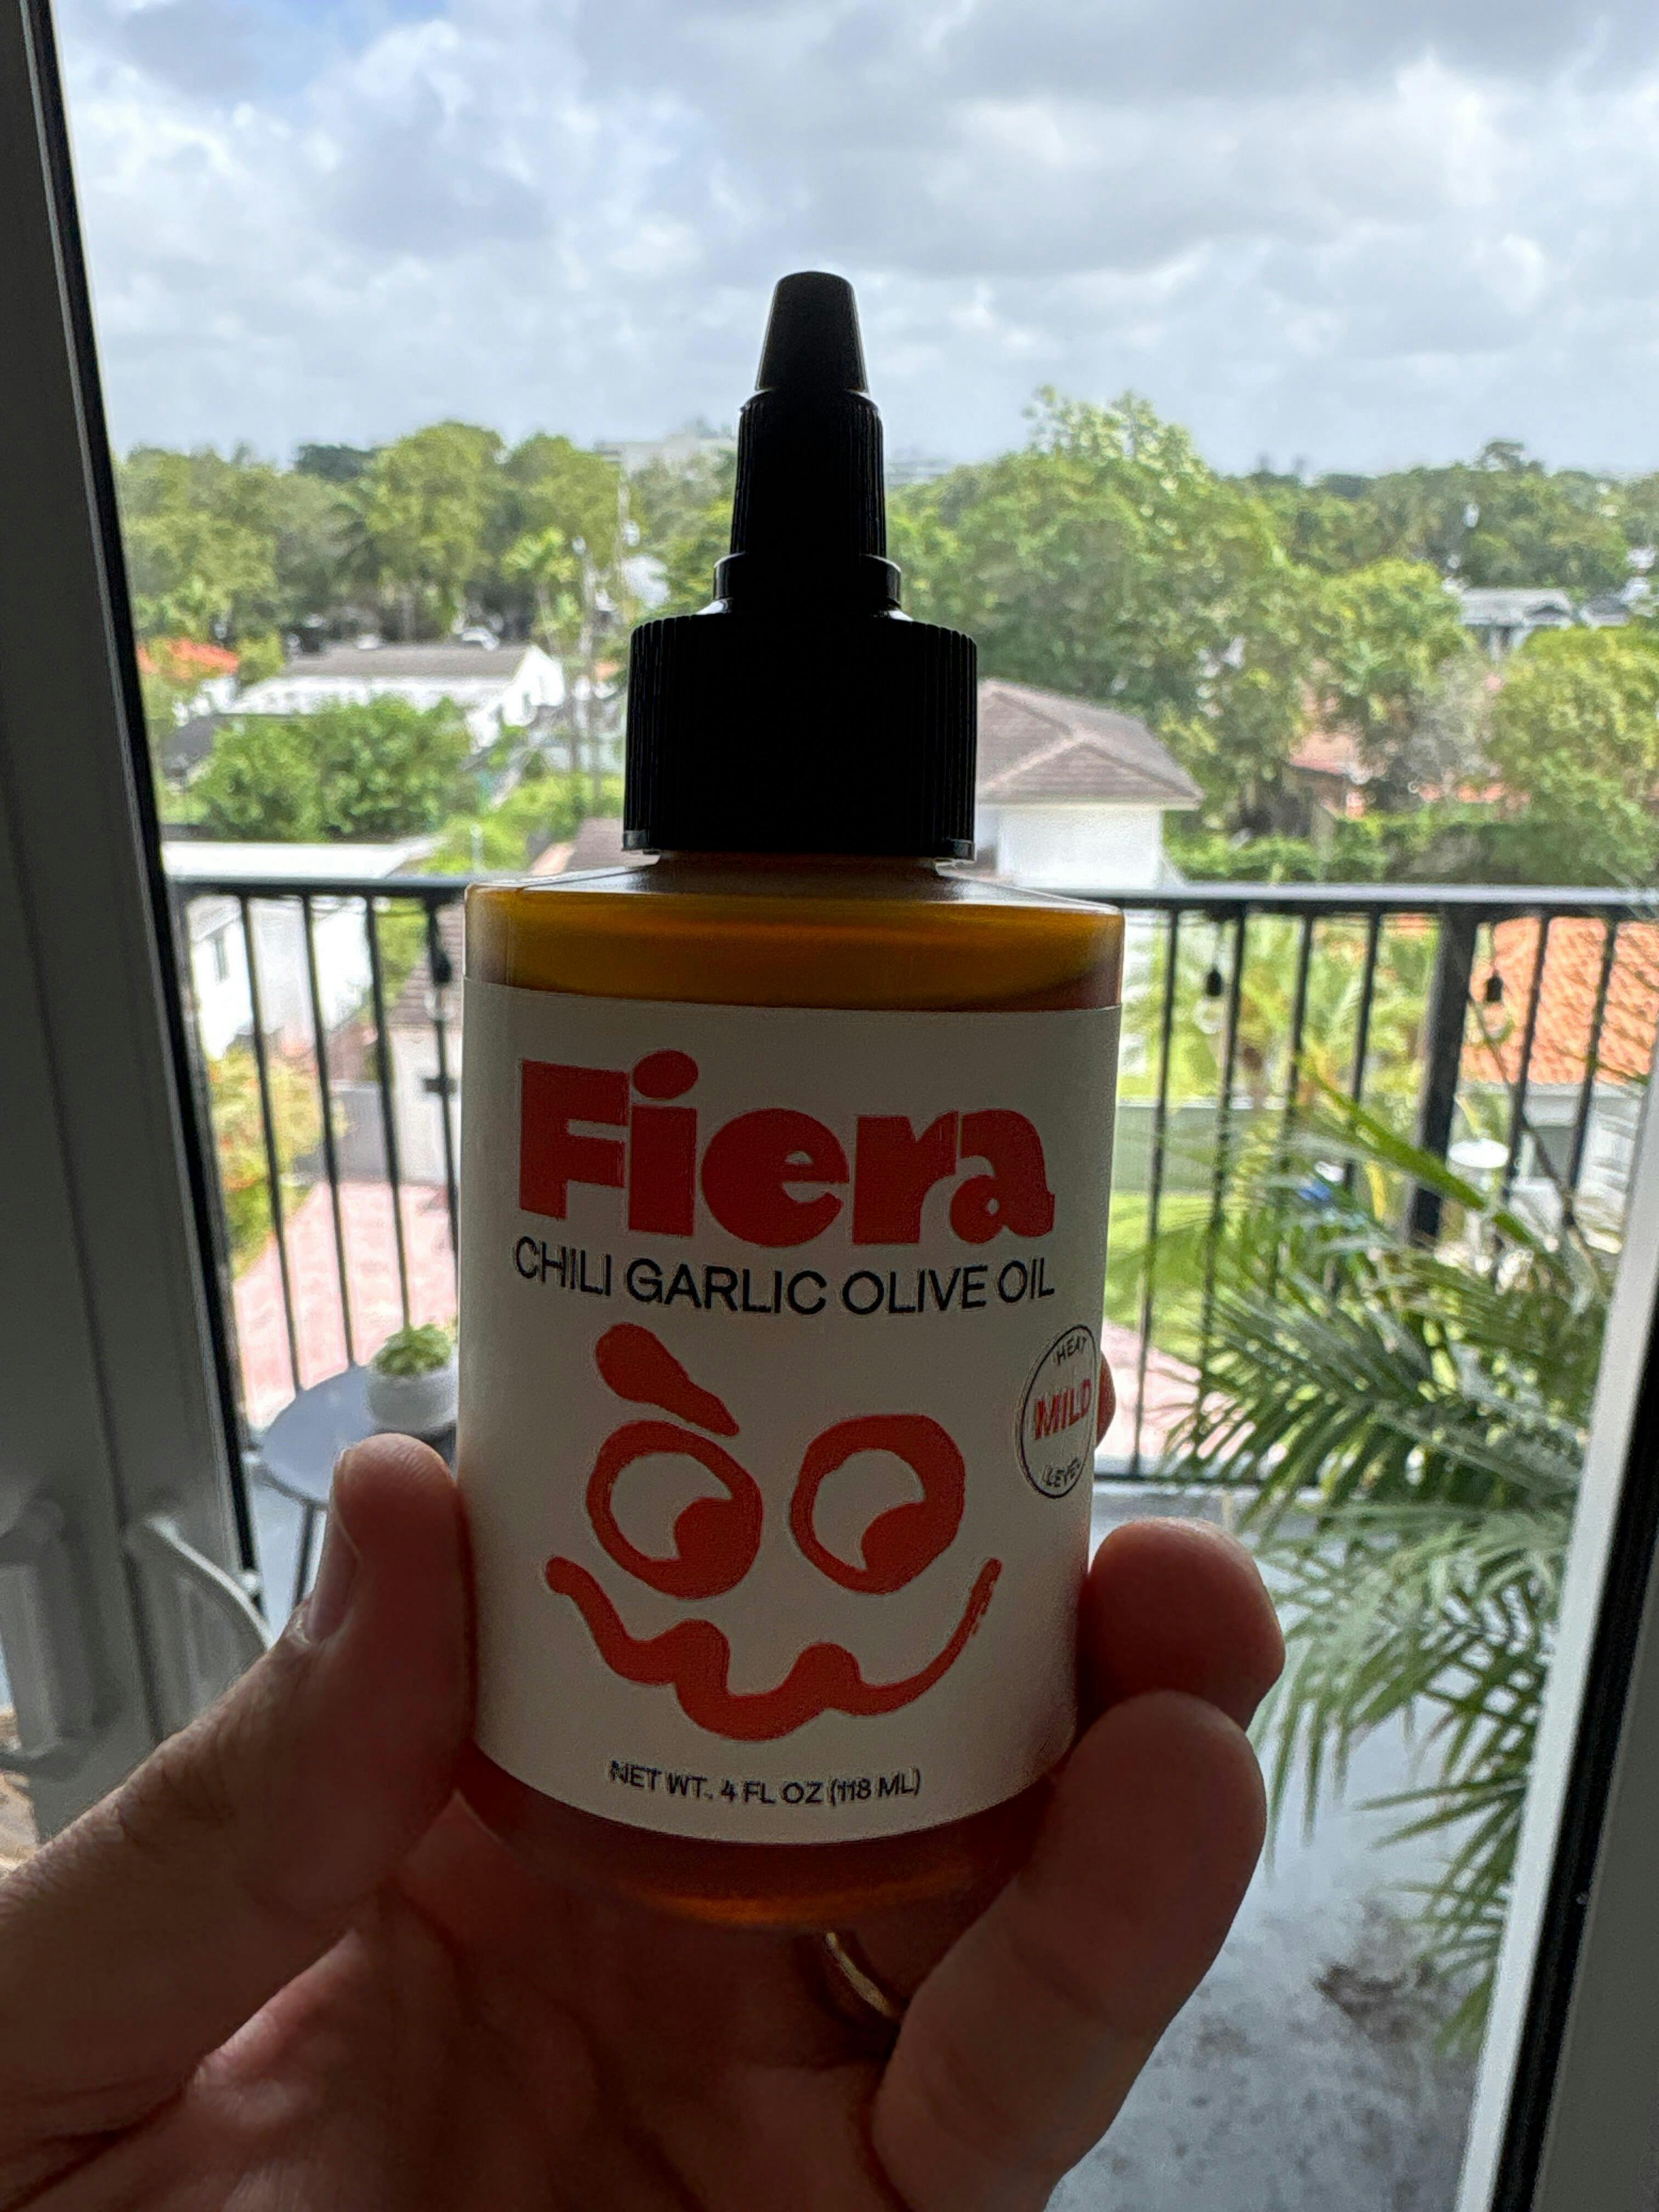 Fiera
CHILI GARLIC OLIVE OIL
HEAT
MILD
LEVEL
NET WT. 4 FL OZ (118 ML)